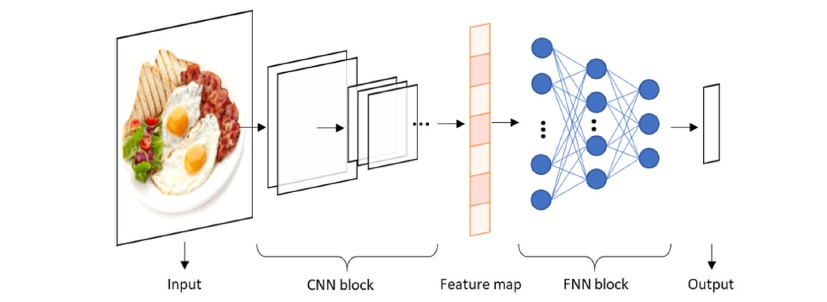 Input
CNN block
Feature map
FNN block
Output